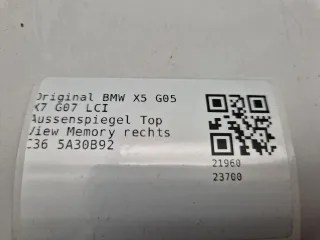 Original BMW X5 G05
X7 G07 LCI
Aussenspiegel Top
View Memory rechts
C36 5A30B92
21960
23700